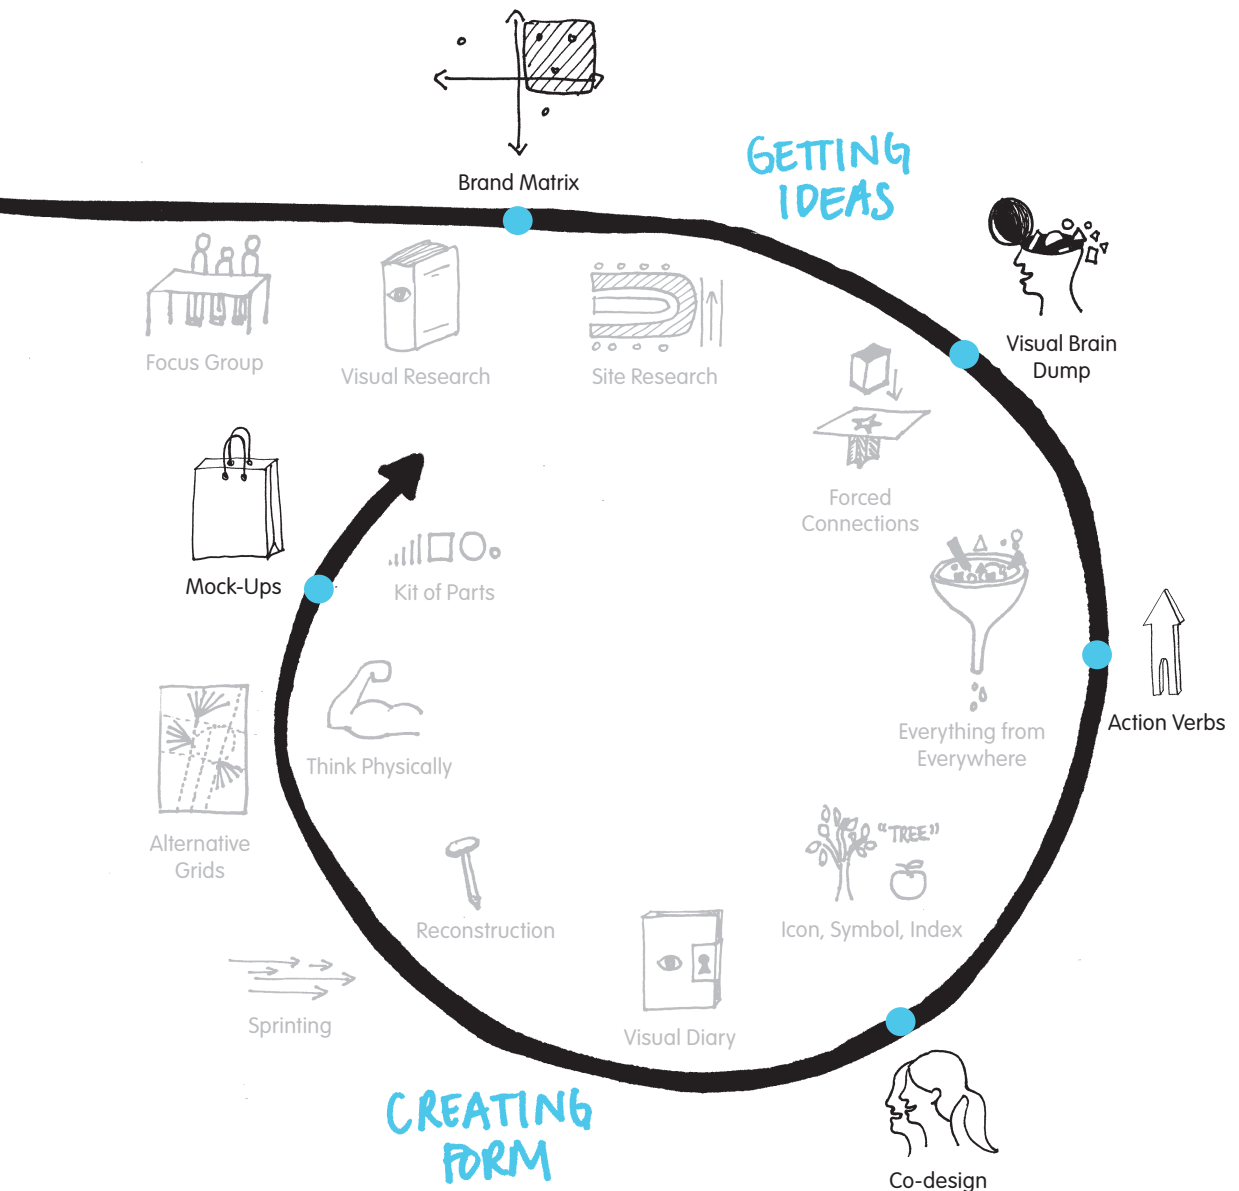 Brand Matrix
GETTING
IDEAS
Visual Brain
Dump
Focus Group
Visual Research
Site Research
Forced
Connections
Mock-Ups
Kit of Parts
Action Verbs
Everything from
Everywhere
Think Physically
Alternative
Grids
"TREE"
Icon, Symbol, Index
Reconstruction
Sprinting
Visual Diary
CREATING
FORM
Co-design